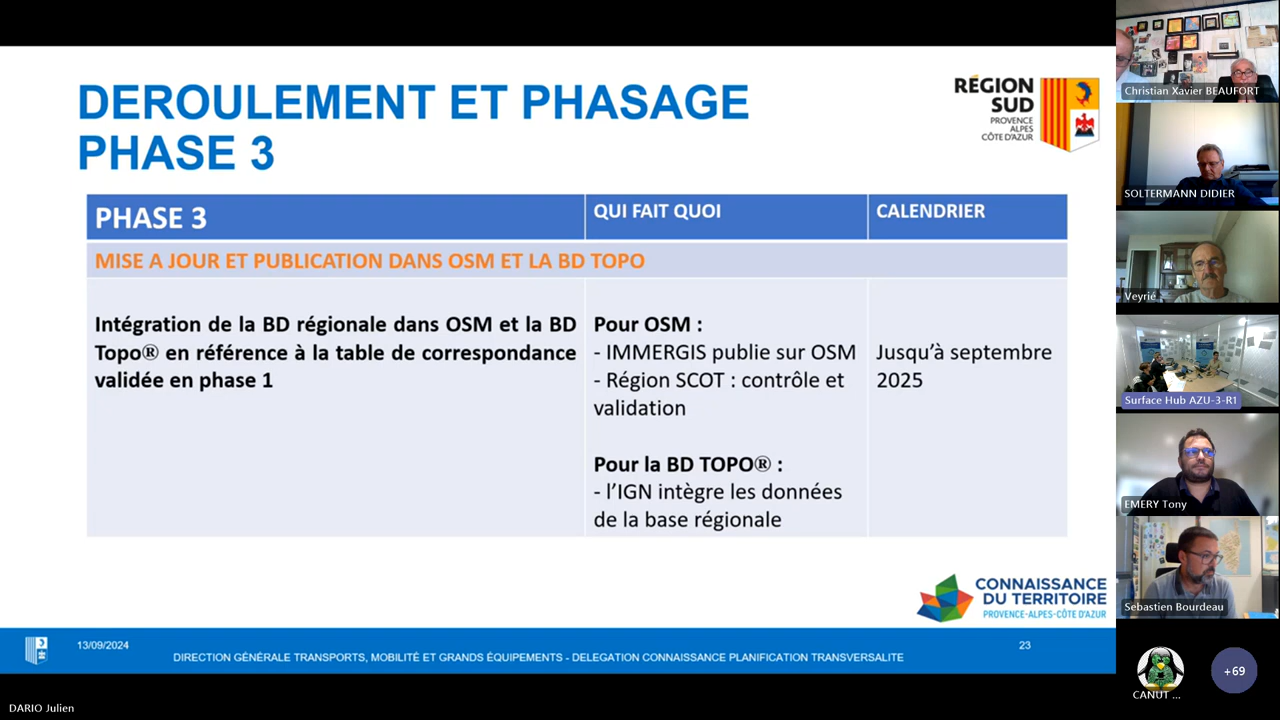 DEROULEMENT ET PHASAGE
PHASE 3
RÉGION
SUD
PROVENCE
ALPES
CÔTE D'AZUR
PHASE 3
QUI FAIT QUOI
CALENDRIER
MISE A JOUR ET PUBLICATION DANS OSM ET LA BD TOPO
Intégration de la BD régionale dans OSM et la BD
Topo® en référence à la table de correspondance
validée en phase 1
Pour OSM :
- IMMERGIS publie sur OSM
- Région SCOT : contrôle et
validation
Pour la BD TOPO® :
- l'IGN intègre les données
de la base régionale
Jusqu'à septembre
2025
CONNAISSANCE
DU TERRITOIRE
PROVENCE-ALPES-CÔTE D'AZUR
13/09/2024
DIRECTION GÉNÉRALE TRANSPORTS, MOBILITÉ ET GRANDS ÉQUIPEMENTS - DELEGATION CONNAISSANCE PLANIFICATION TRANSVERSALITE
23
DARIO Julien
Christian Xavier BEAUFORT
SOLTERMANN DIDIER
Veyrié
Surface Hub AZU-3-R1
EMERY Tony
Sebastien Bourdeau
CANUT ...
+69